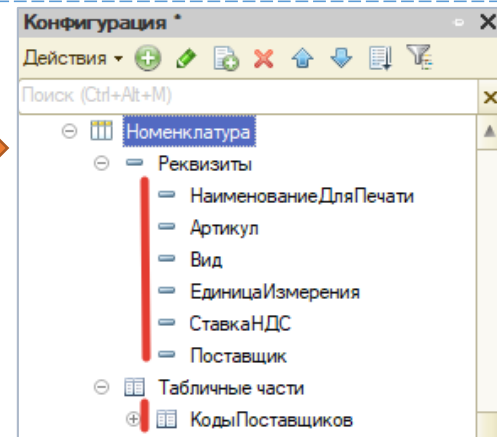 Конфигурация *
Действия
Поиск (Ctrl+Alt+M)
Номенклатура
Реквизиты
НаименованиеДляПечати
Артикул
Вид
ЕдиницаИзмерения
СтавкаНДС
Поставщик
Табличные части
КодыПоставщиков